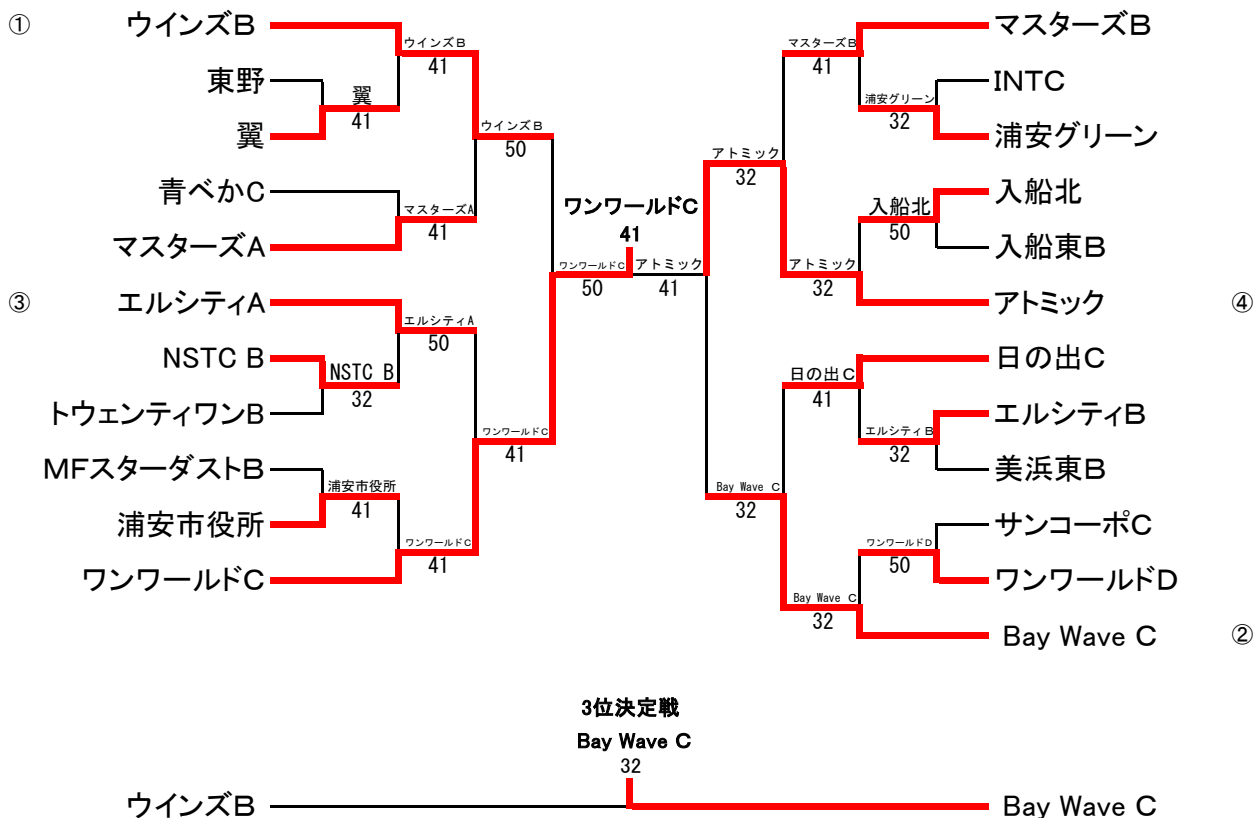 ① ウインズB
東野
翼
青べかC
マスターズA
③ エルシティA
NSTC B
トウェンティワンB
MFスターダストB
浦安市役所
ワンワールドC
翼
41
NSTC B
32
浦安市役所
41
ウインズB
41
マスターズA
41
エルシティA
50
ワンワールドC
41
ウインズB
50
ワンワールドC
41
ワンワールドC
50
ワンワールドC
41
アトミック
41
アトミック
32
Bay Wave C
32
マスターズB
41
アトミック
32
日の出C
41
Bay Wave C
32
浦安グリーン
32
入船北
50
エルシティB
32
ワンワールドD
50
マスターズB
INTC
浦安グリーン
入船北
入船東B
アトミック ④
日の出C
エルシティB
美浜東B
サンコーポC
ワンワールドD
Bay Wave C ②
3位決定戦
Bay Wave C
32
ウインズB
Bay Wave C